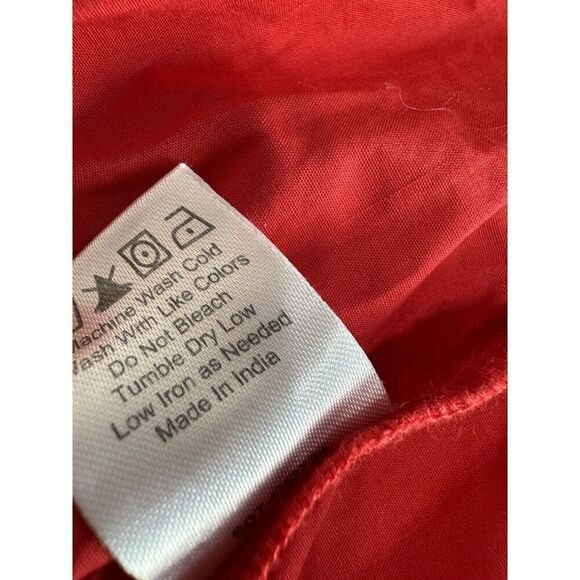 Machine Wash Cold
Wash With Like Colors
Do Not Bleach
Tumble Dry Low
Low Iron as Needed
Made In India